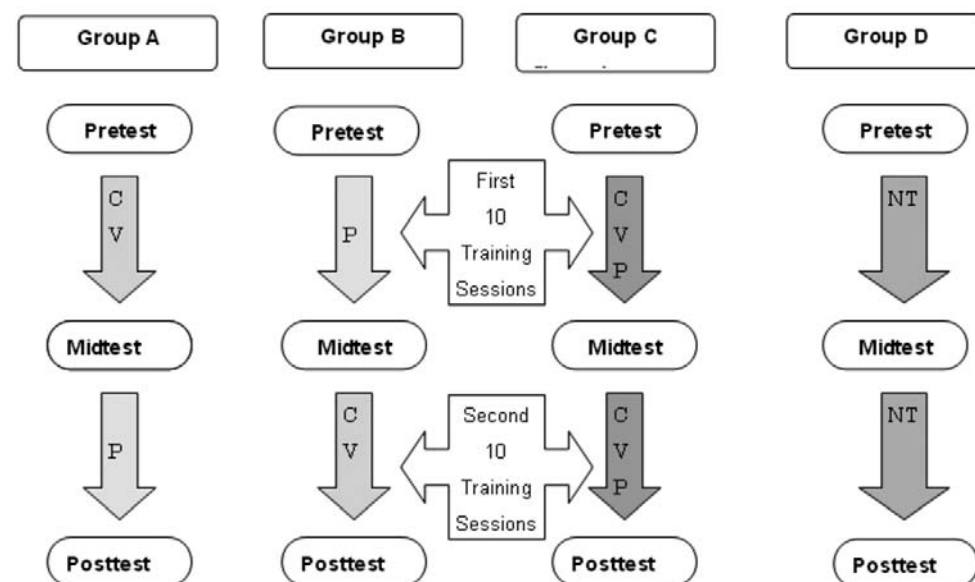 Group A
Group B
Group C
Group D
Pretest
Pretest
Pretest
Pretest
C
V
P
First
10
Training
Sessions
C
V
P
NT
Midtest
Midtest
Midtest
Midtest
P
C
V
Second
10
Training
Sessions
C
V
P
NT
Posttest
Posttest
Posttest
Posttest